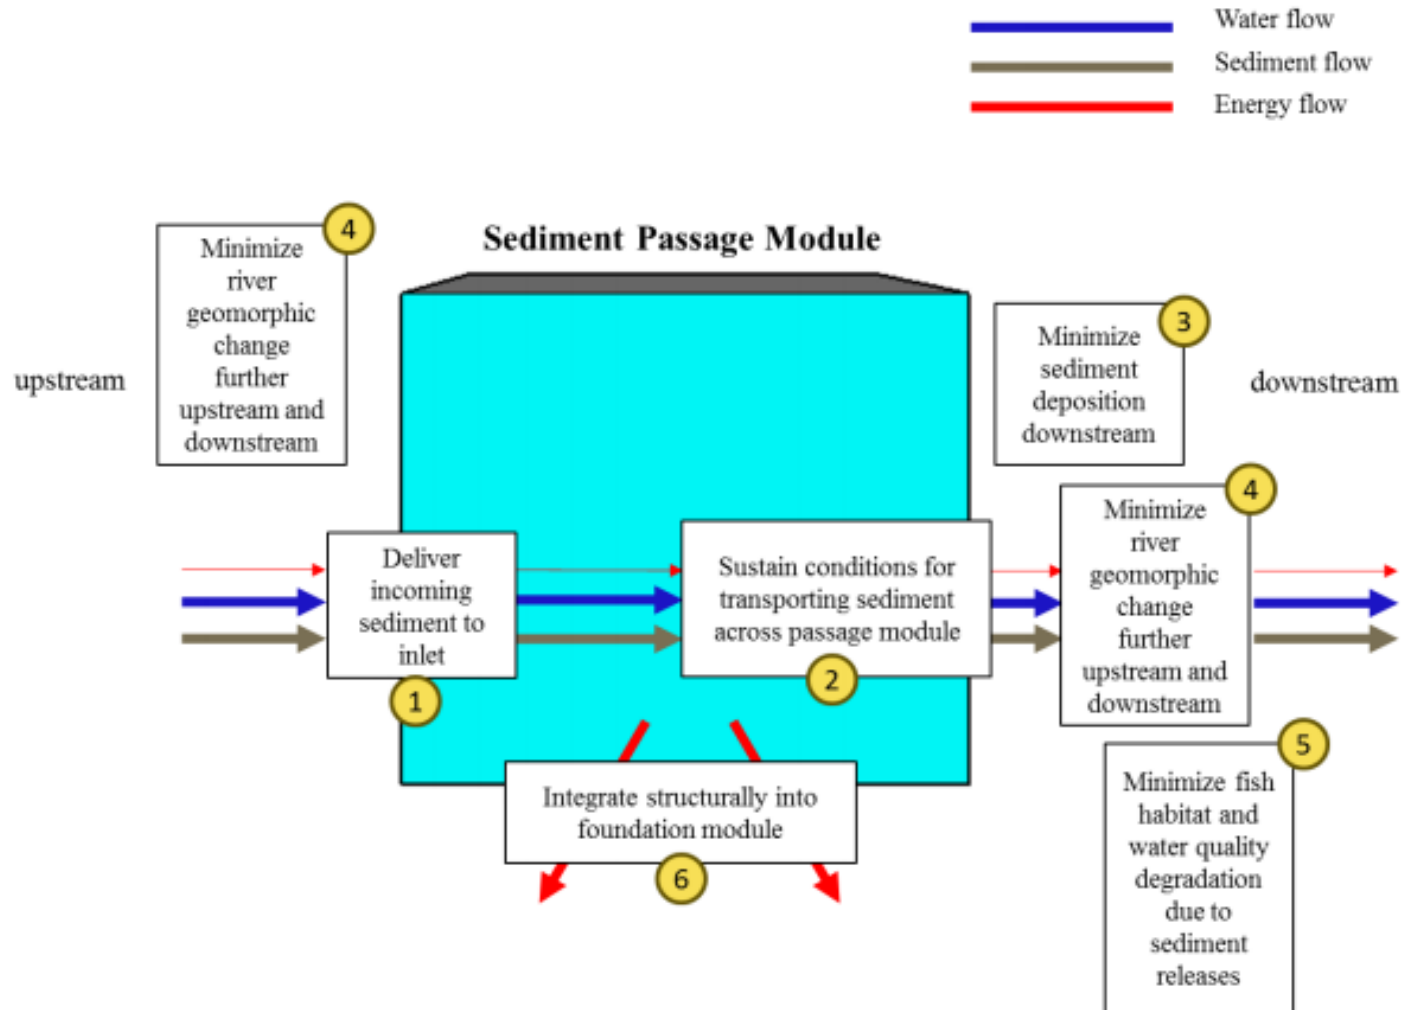 Water flow
Sediment flow
Energy flow
4
Minimize
river
geomorphic
change
further
upstream and
downstream
upstream
Sediment Passage Module
3
Minimize
sediment
deposition
downstream
downstream
Deliver
incoming
sediment to
inlet
1
Sustain conditions for
transporting sediment
across passage module
2
4
Minimize
river
geomorphic
change
further
upstream and
downstream
Integrate structurally into
foundation module
6
5
Minimize fish
habitat and
water quality
degradation
due to
sediment
releases